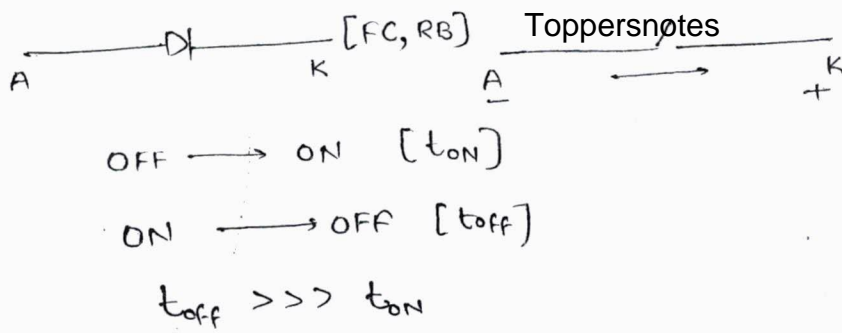 [FC, RB] Toppersnotes
A K A K
- +
OFF → ON [tON]
ON → OFF [toff]
toff >>> tON